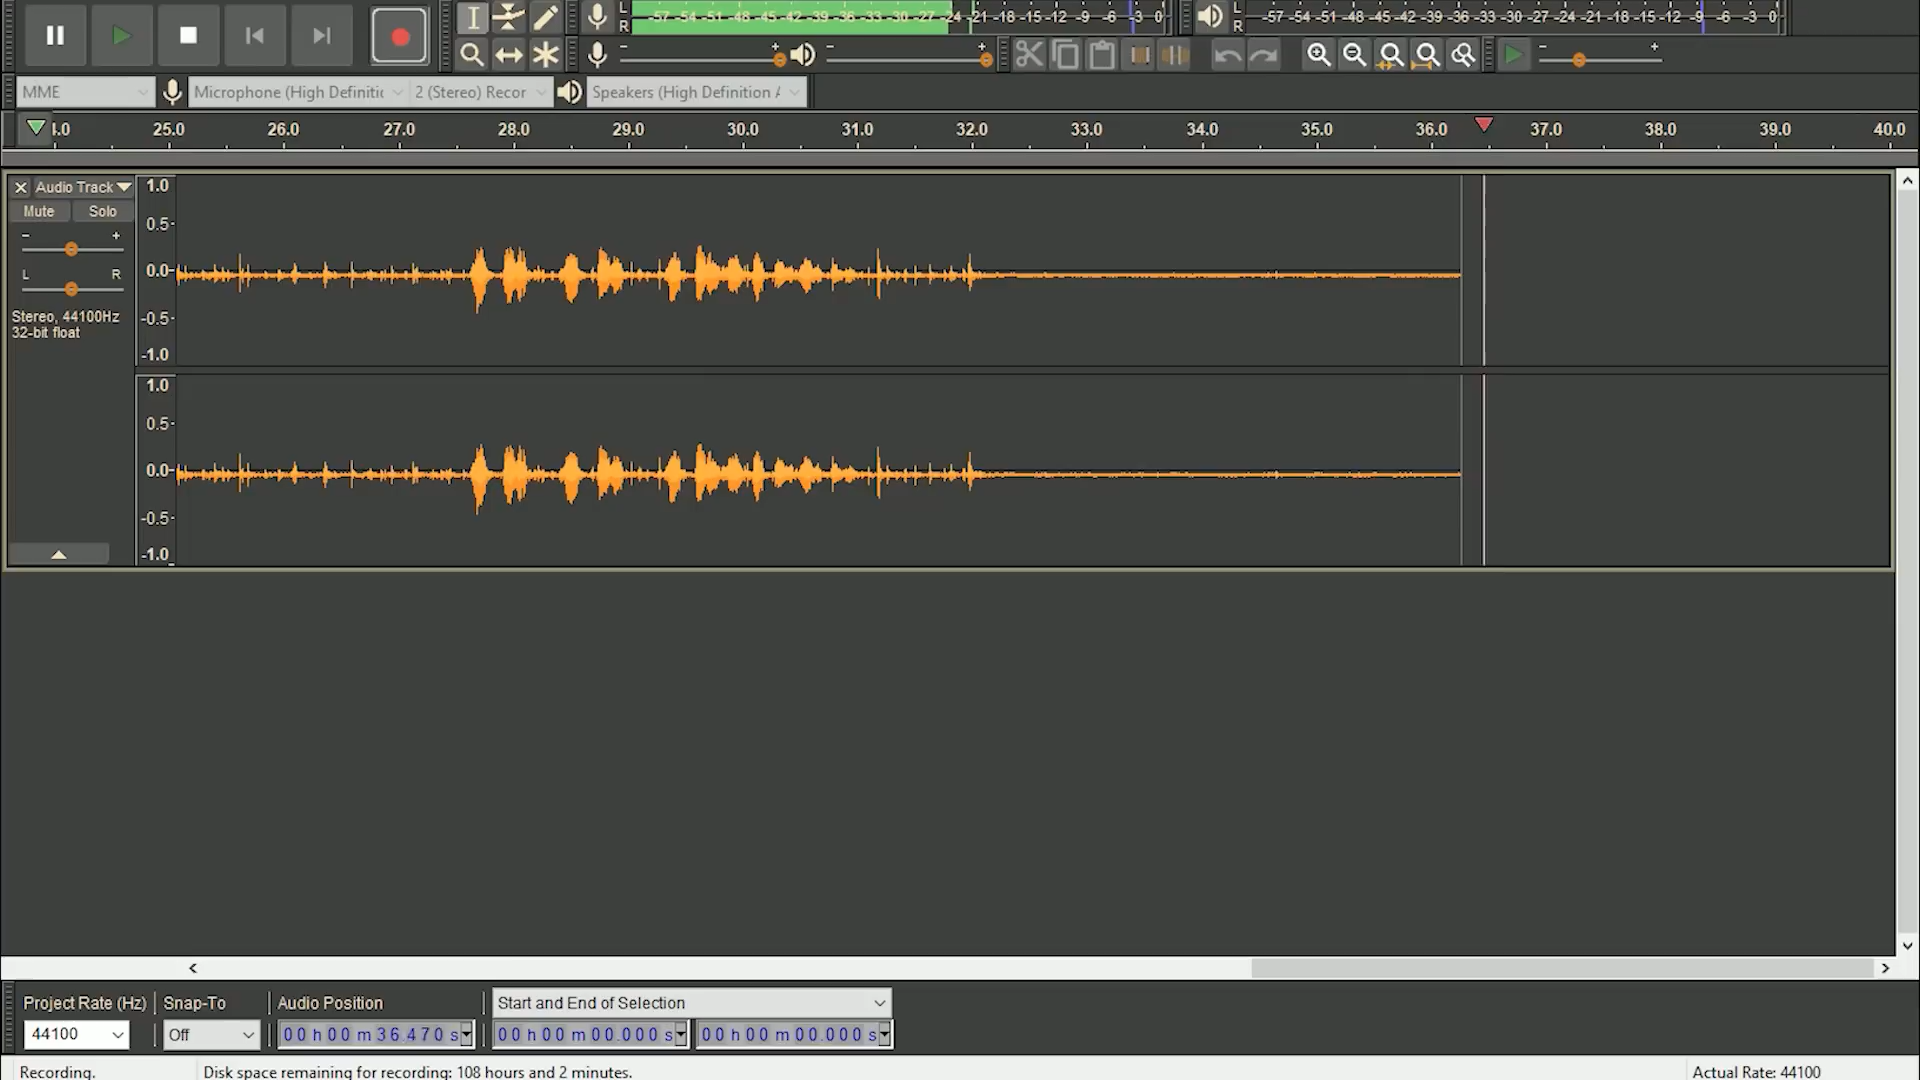 L
R
-57 -54 -51 -48 -45 -42 -39 -36 -33 -30 -27 -24 -21 -18 -15 -12 -9 -6 -3 0
L
R
-57 -54 -51 -48 -45 -42 -39 -36 -33 -30 -27 -24 -21 -18 -15 -12 -9 -6 -3 0
MME
Microphone (High Definitic
2 (Stereo) Recor
Speakers (High Definition A
25.0 26.0 27.0 28.0 29.0 30.0 31.0 32.0 33.0 34.0 35.0 36.0 37.0 38.0 39.0 40.0
Audio Track
Mute Solo
- +
L R
Stereo, 44100Hz
32-bit float
1.0
0.5-
0.0-
-0.5-
-1.0
1.0
0.5-
0.0-
-0.5-
-1.0
Project Rate (Hz)
44100
Snap-To
Off
Audio Position
00 h 00 m 36.470 s
Start and End of Selection
00 h 00 m 00.000 s
00 h 00 m 00.000 s
Recording.
Disk space remaining for recording: 108 hours and 2 minutes.
Actual Rate: 44100